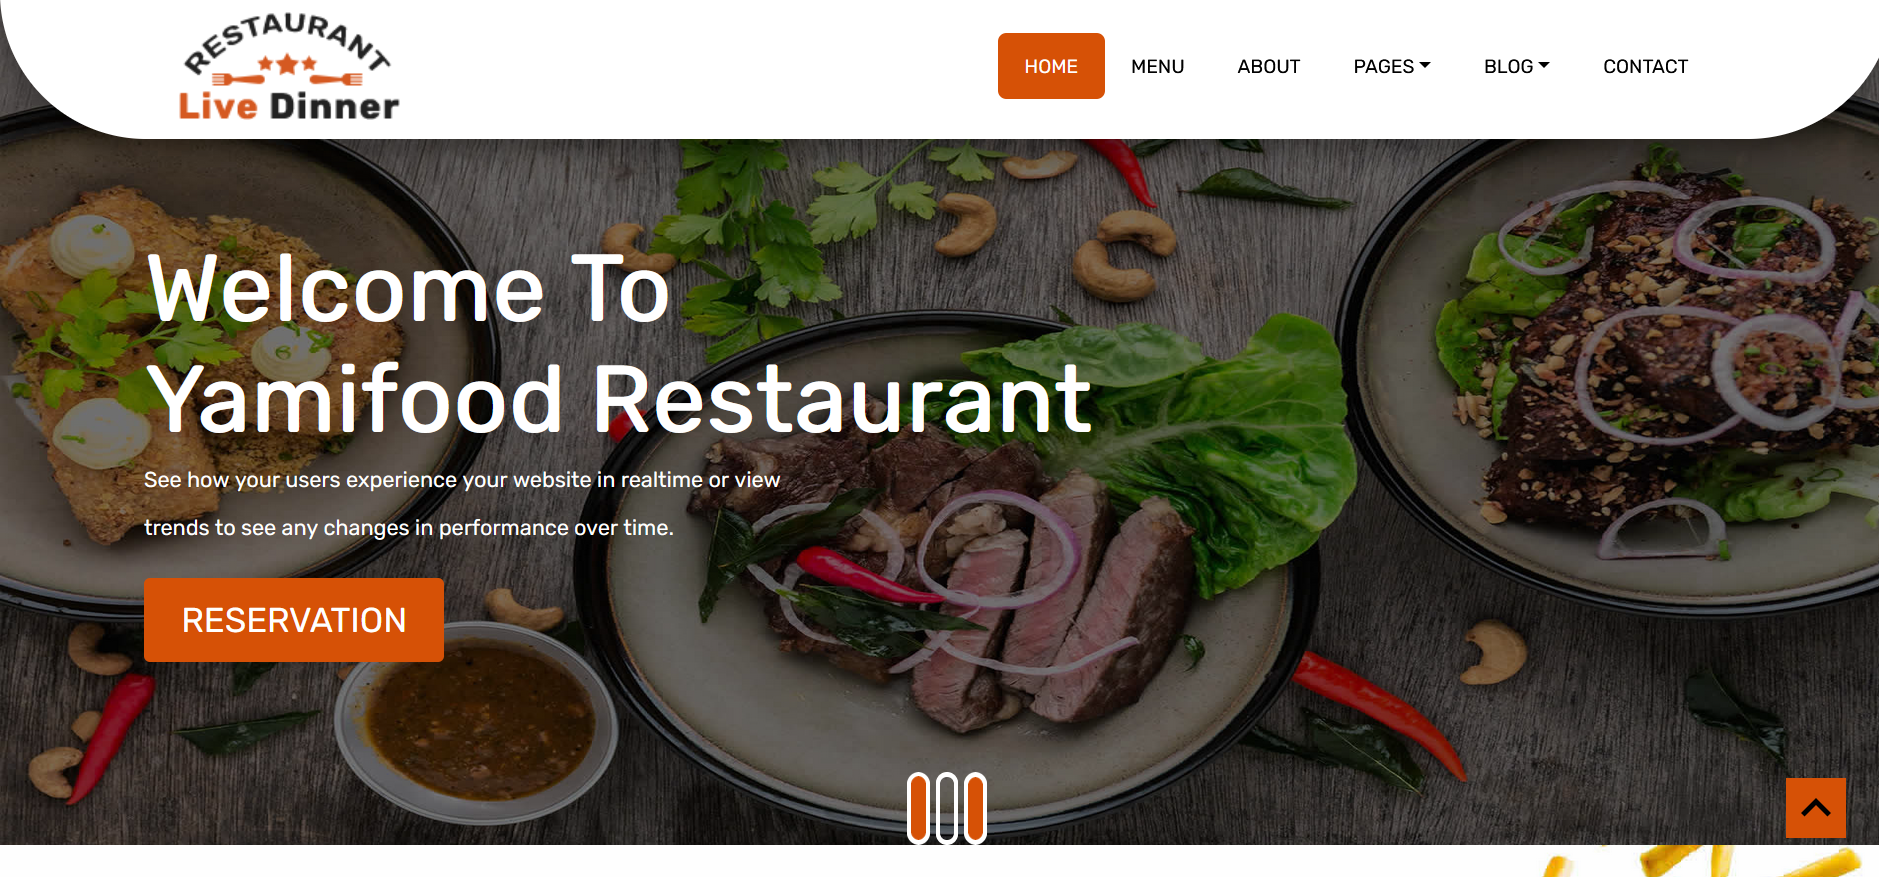 RESTAURANT
Live Dinner
HOME
MENU
ABOUT
PAGES
BLOG
CONTACT
Welcome To
Yamifood Restaurant
See how your users experience your website in realtime or view
trends to see any changes in performance over time.
RESERVATION